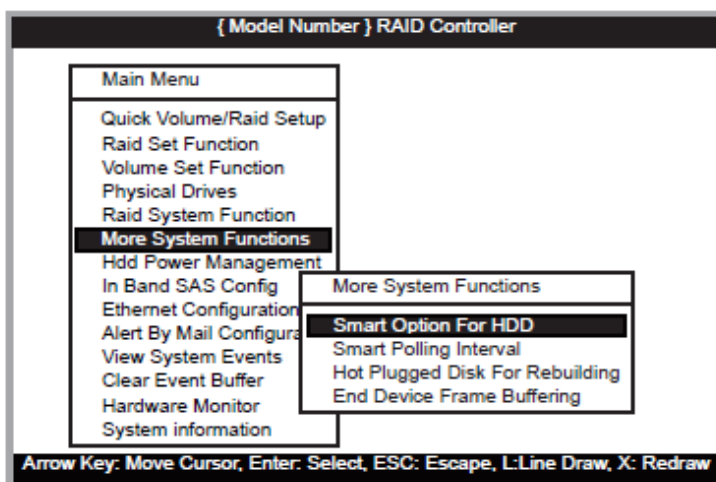 { Model Number } RAID Controller
Main Menu
Quick Volume/Raid Setup
Raid Set Function
Volume Set Function
Physical Drives
Raid System Function
More System Functions
Hdd Power Management
In Band SAS Config
Ethernet Configuration
Alert By Mail Configura
View System Events
Clear Event Buffer
Hardware Monitor
System information
More System Functions
Smart Option For HDD
Smart Polling Interval
Hot Plugged Disk For Rebuilding
End Device Frame Buffering
Arrow Key: Move Cursor, Enter: Select, ESC: Escape, L:Line Draw, X: Redraw